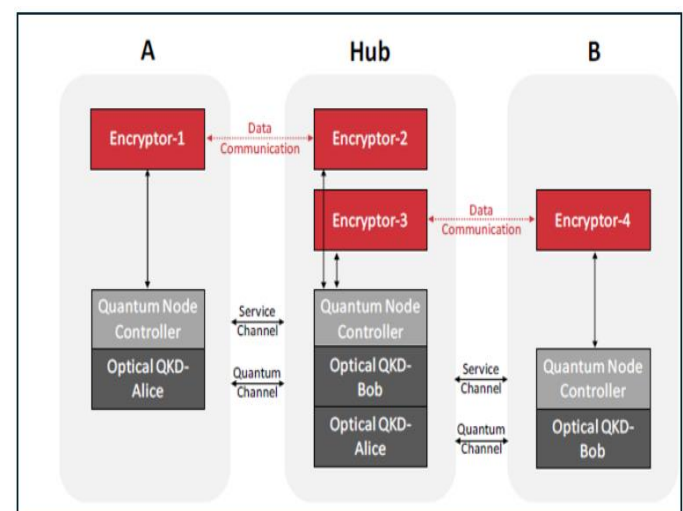 A
Hub
B
Encryptor-1
Data
Communication
Encryptor-2
Encryptor-3
Data
Communication
Encryptor-4
Quantum Node
Controller
Optical QKD-
Alice
Service
Channel
Quantum
Channel
Quantum Node
Controller
Optical QKD-
Bob
Optical QKD-
Alice
Service
Channel
Quantum
Channel
Quantum Node
Controller
Optical QKD-
Bob